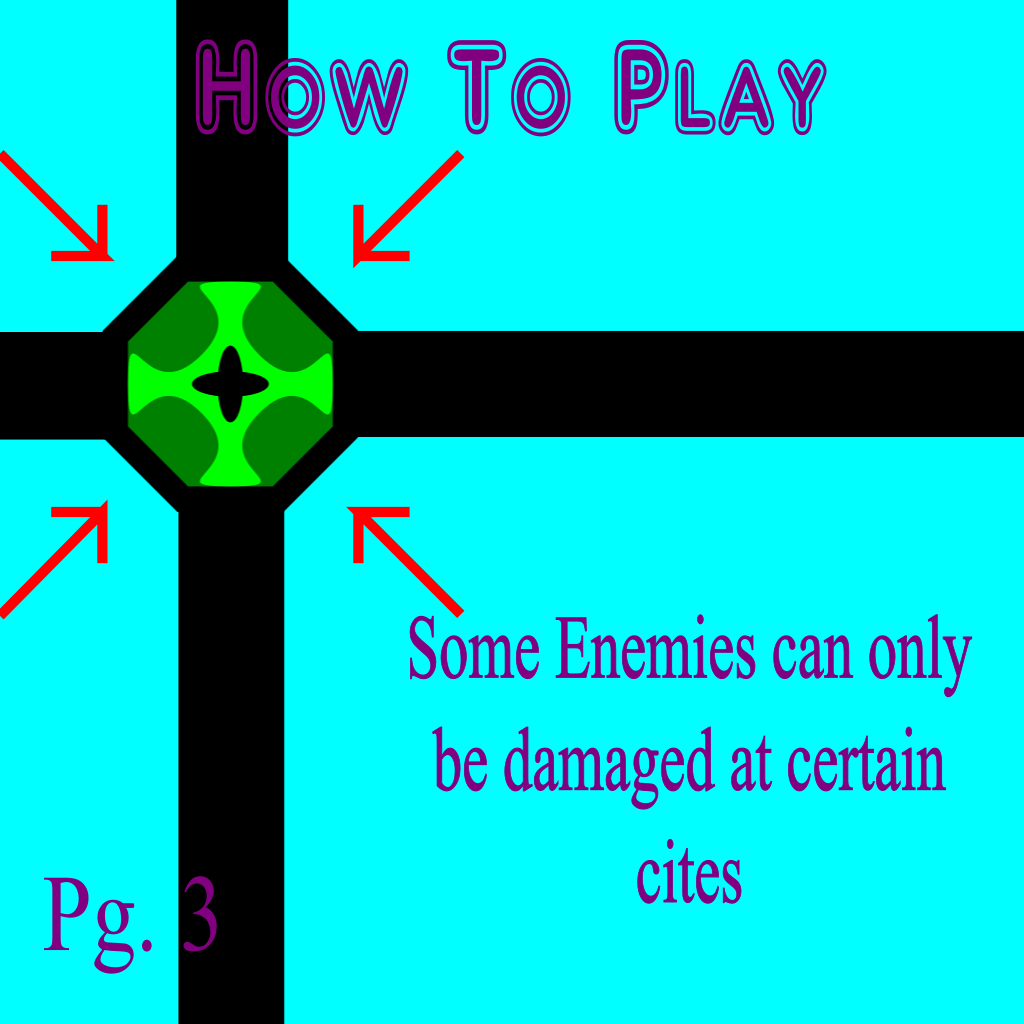 How To Play
Some Enemies can only
be damaged at certain
cites
Pg. 3